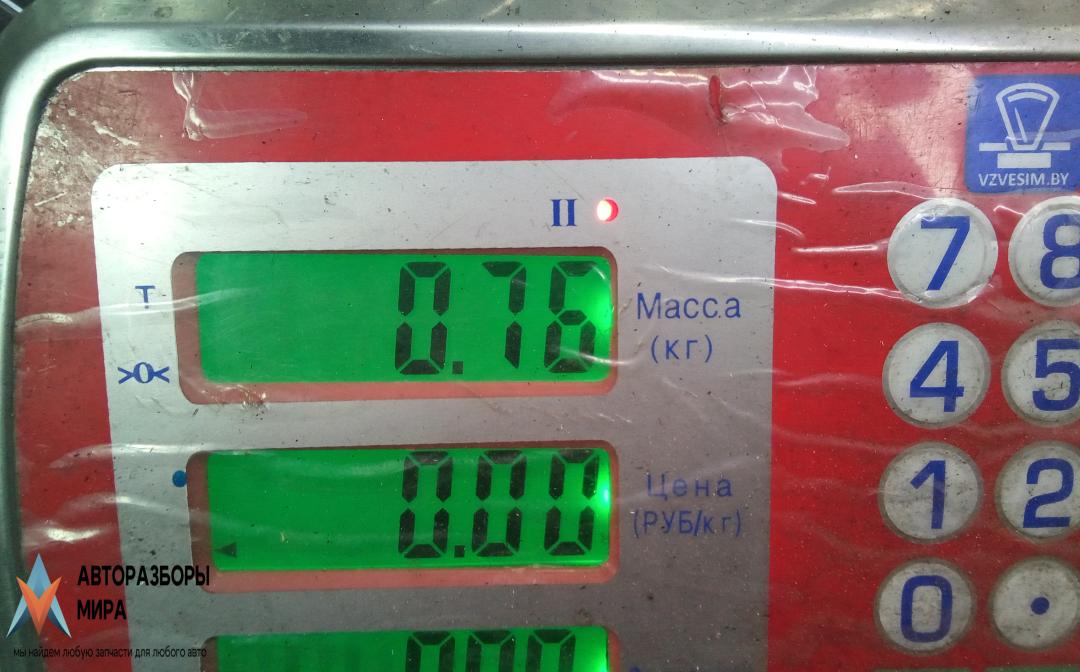 VZVESIM.BY
II
7 8
T
0.76
Масса
(кг)
>0<
4 5
0.00
Цена
(РУБ/кг)
1 2
0 .
АВТОРАЗБОРЫ
МИРА
мы найдем любую запчасти для любого авто